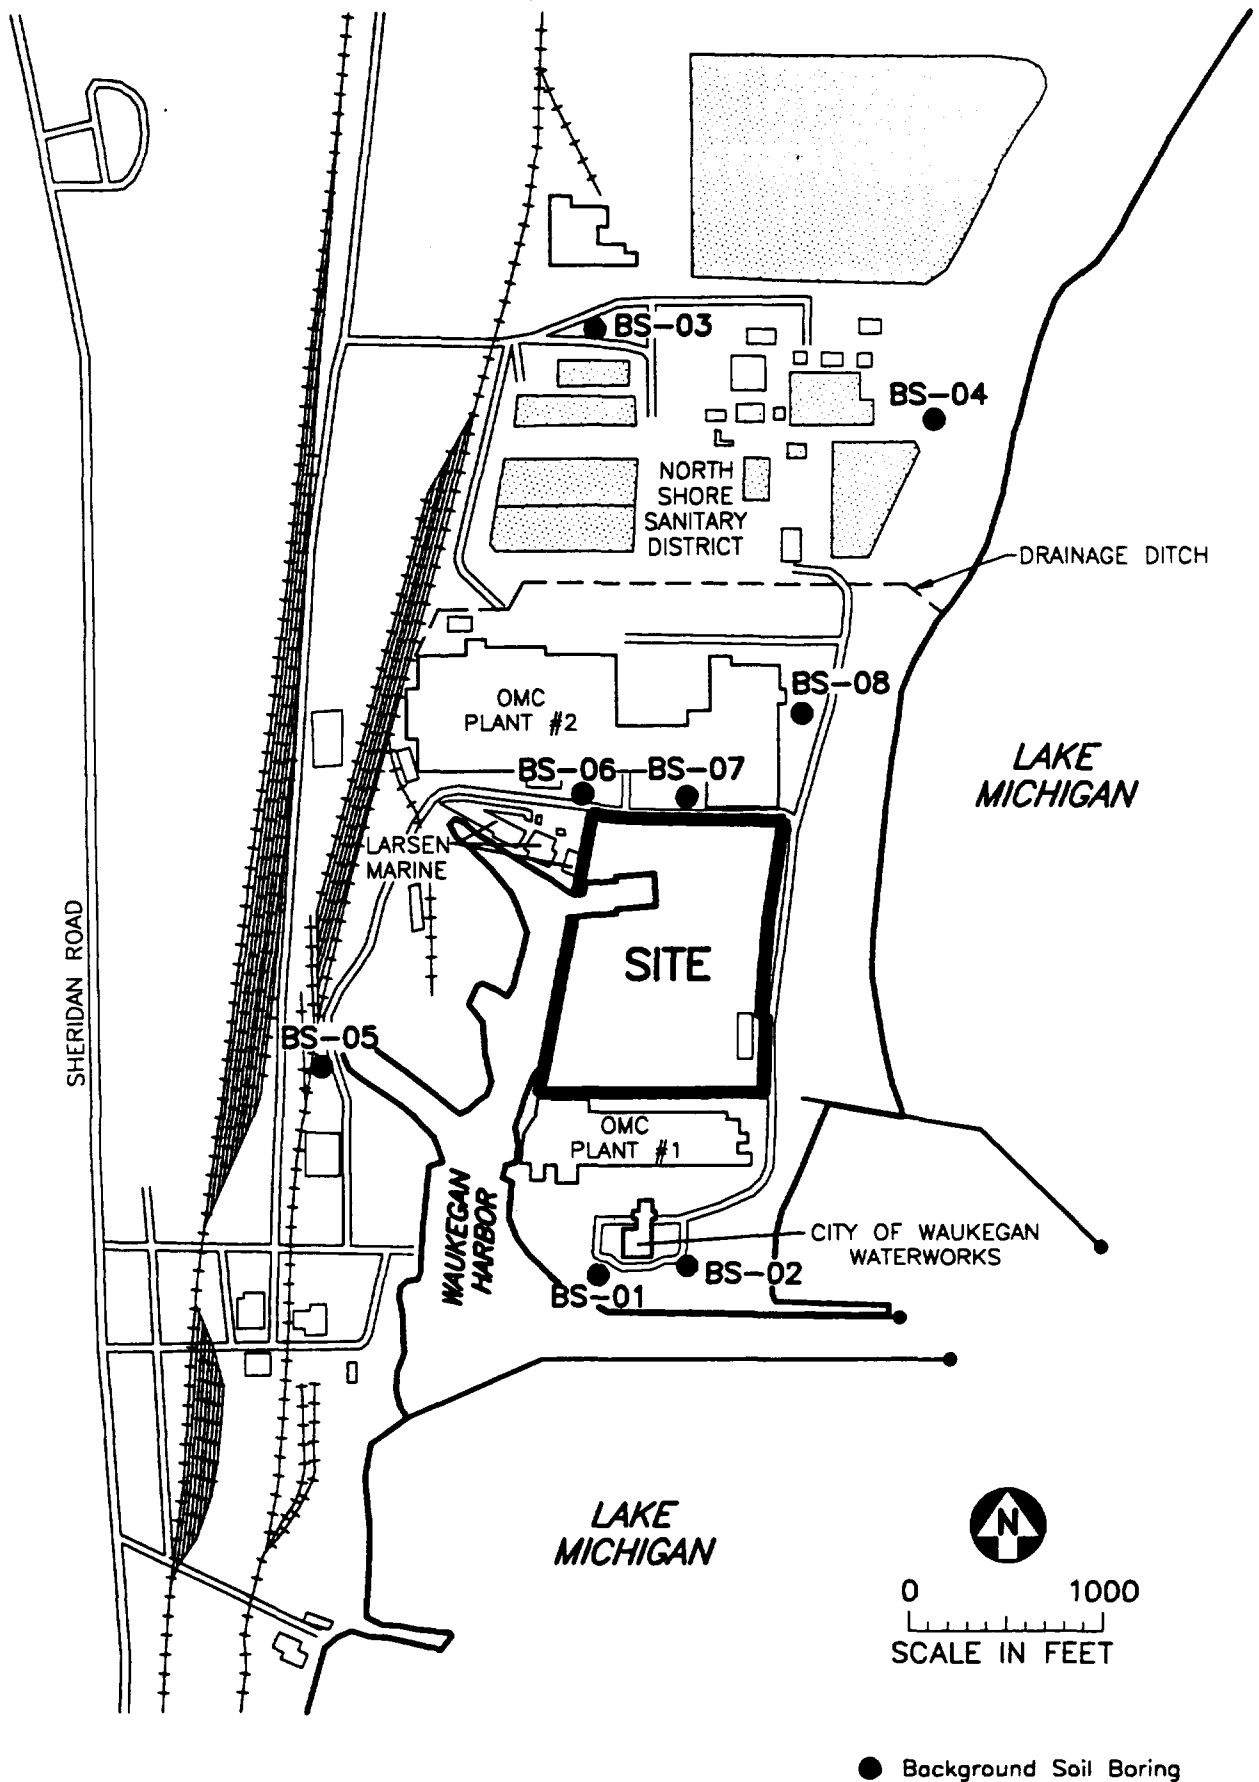 BS-03
BS-04
NORTH
SHORE
SANITARY
DISTRICT
DRAINAGE DITCH
BS-08
OMC
PLANT #2
LAKE
MICHIGAN
BS-06
BS-07
LARSEN
MARINE
SHERIDAN ROAD
SITE
BS-05
OMC
PLANT #1
WAUKEGAN
HARBOR
CITY OF WAUKEGAN
WATERWORKS
BS-02
BS-01
LAKE
MICHIGAN
N
0 1000
SCALE IN FEET
Background Soil Boring